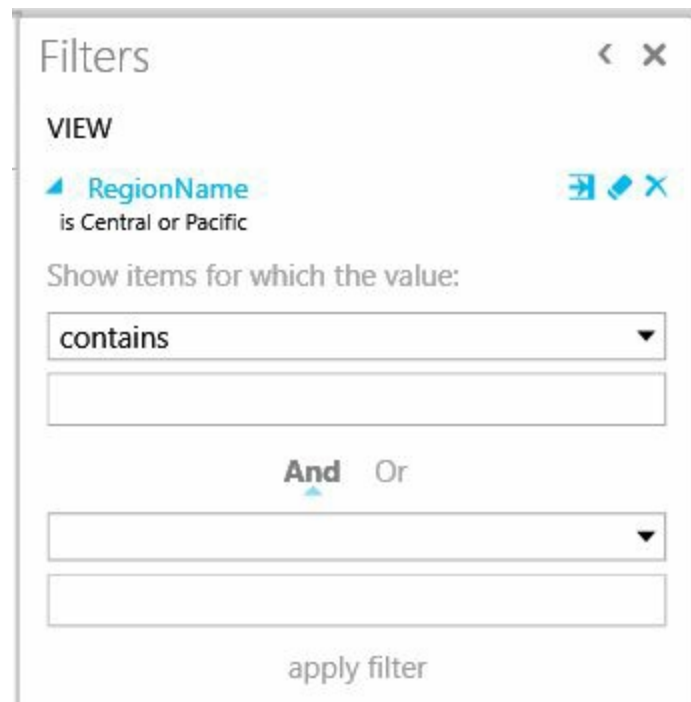 Filters
VIEW
RegionName
is Central or Pacific
Show items for which the value:
contains
And Or
apply filter